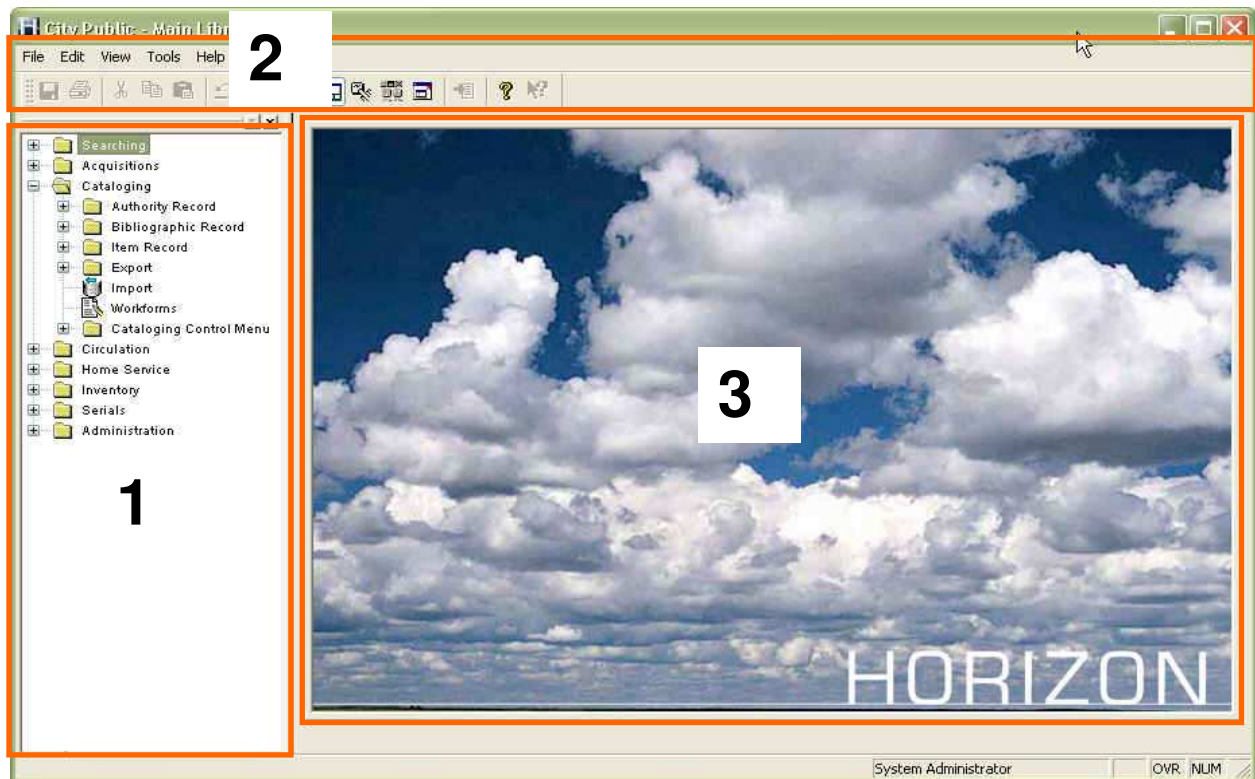 City Public - Main Libr
File Edit View Tools Help
2
Searching
Acquisitions
Cataloging
Authority Record
Bibliographic Record
Item Record
Export
Import
Workforms
Cataloging Control Menu
Circulation
Home Service
Inventory
Serials
Administration
1
3
HORIZON
System Administrator OVR NUM